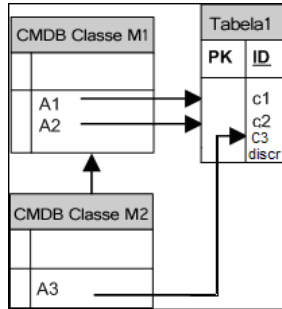 CMDB Classe M1
A1
A2
Tabela1
PK ID
c1
c2
C3
discr
CMDB Classe M2
A3